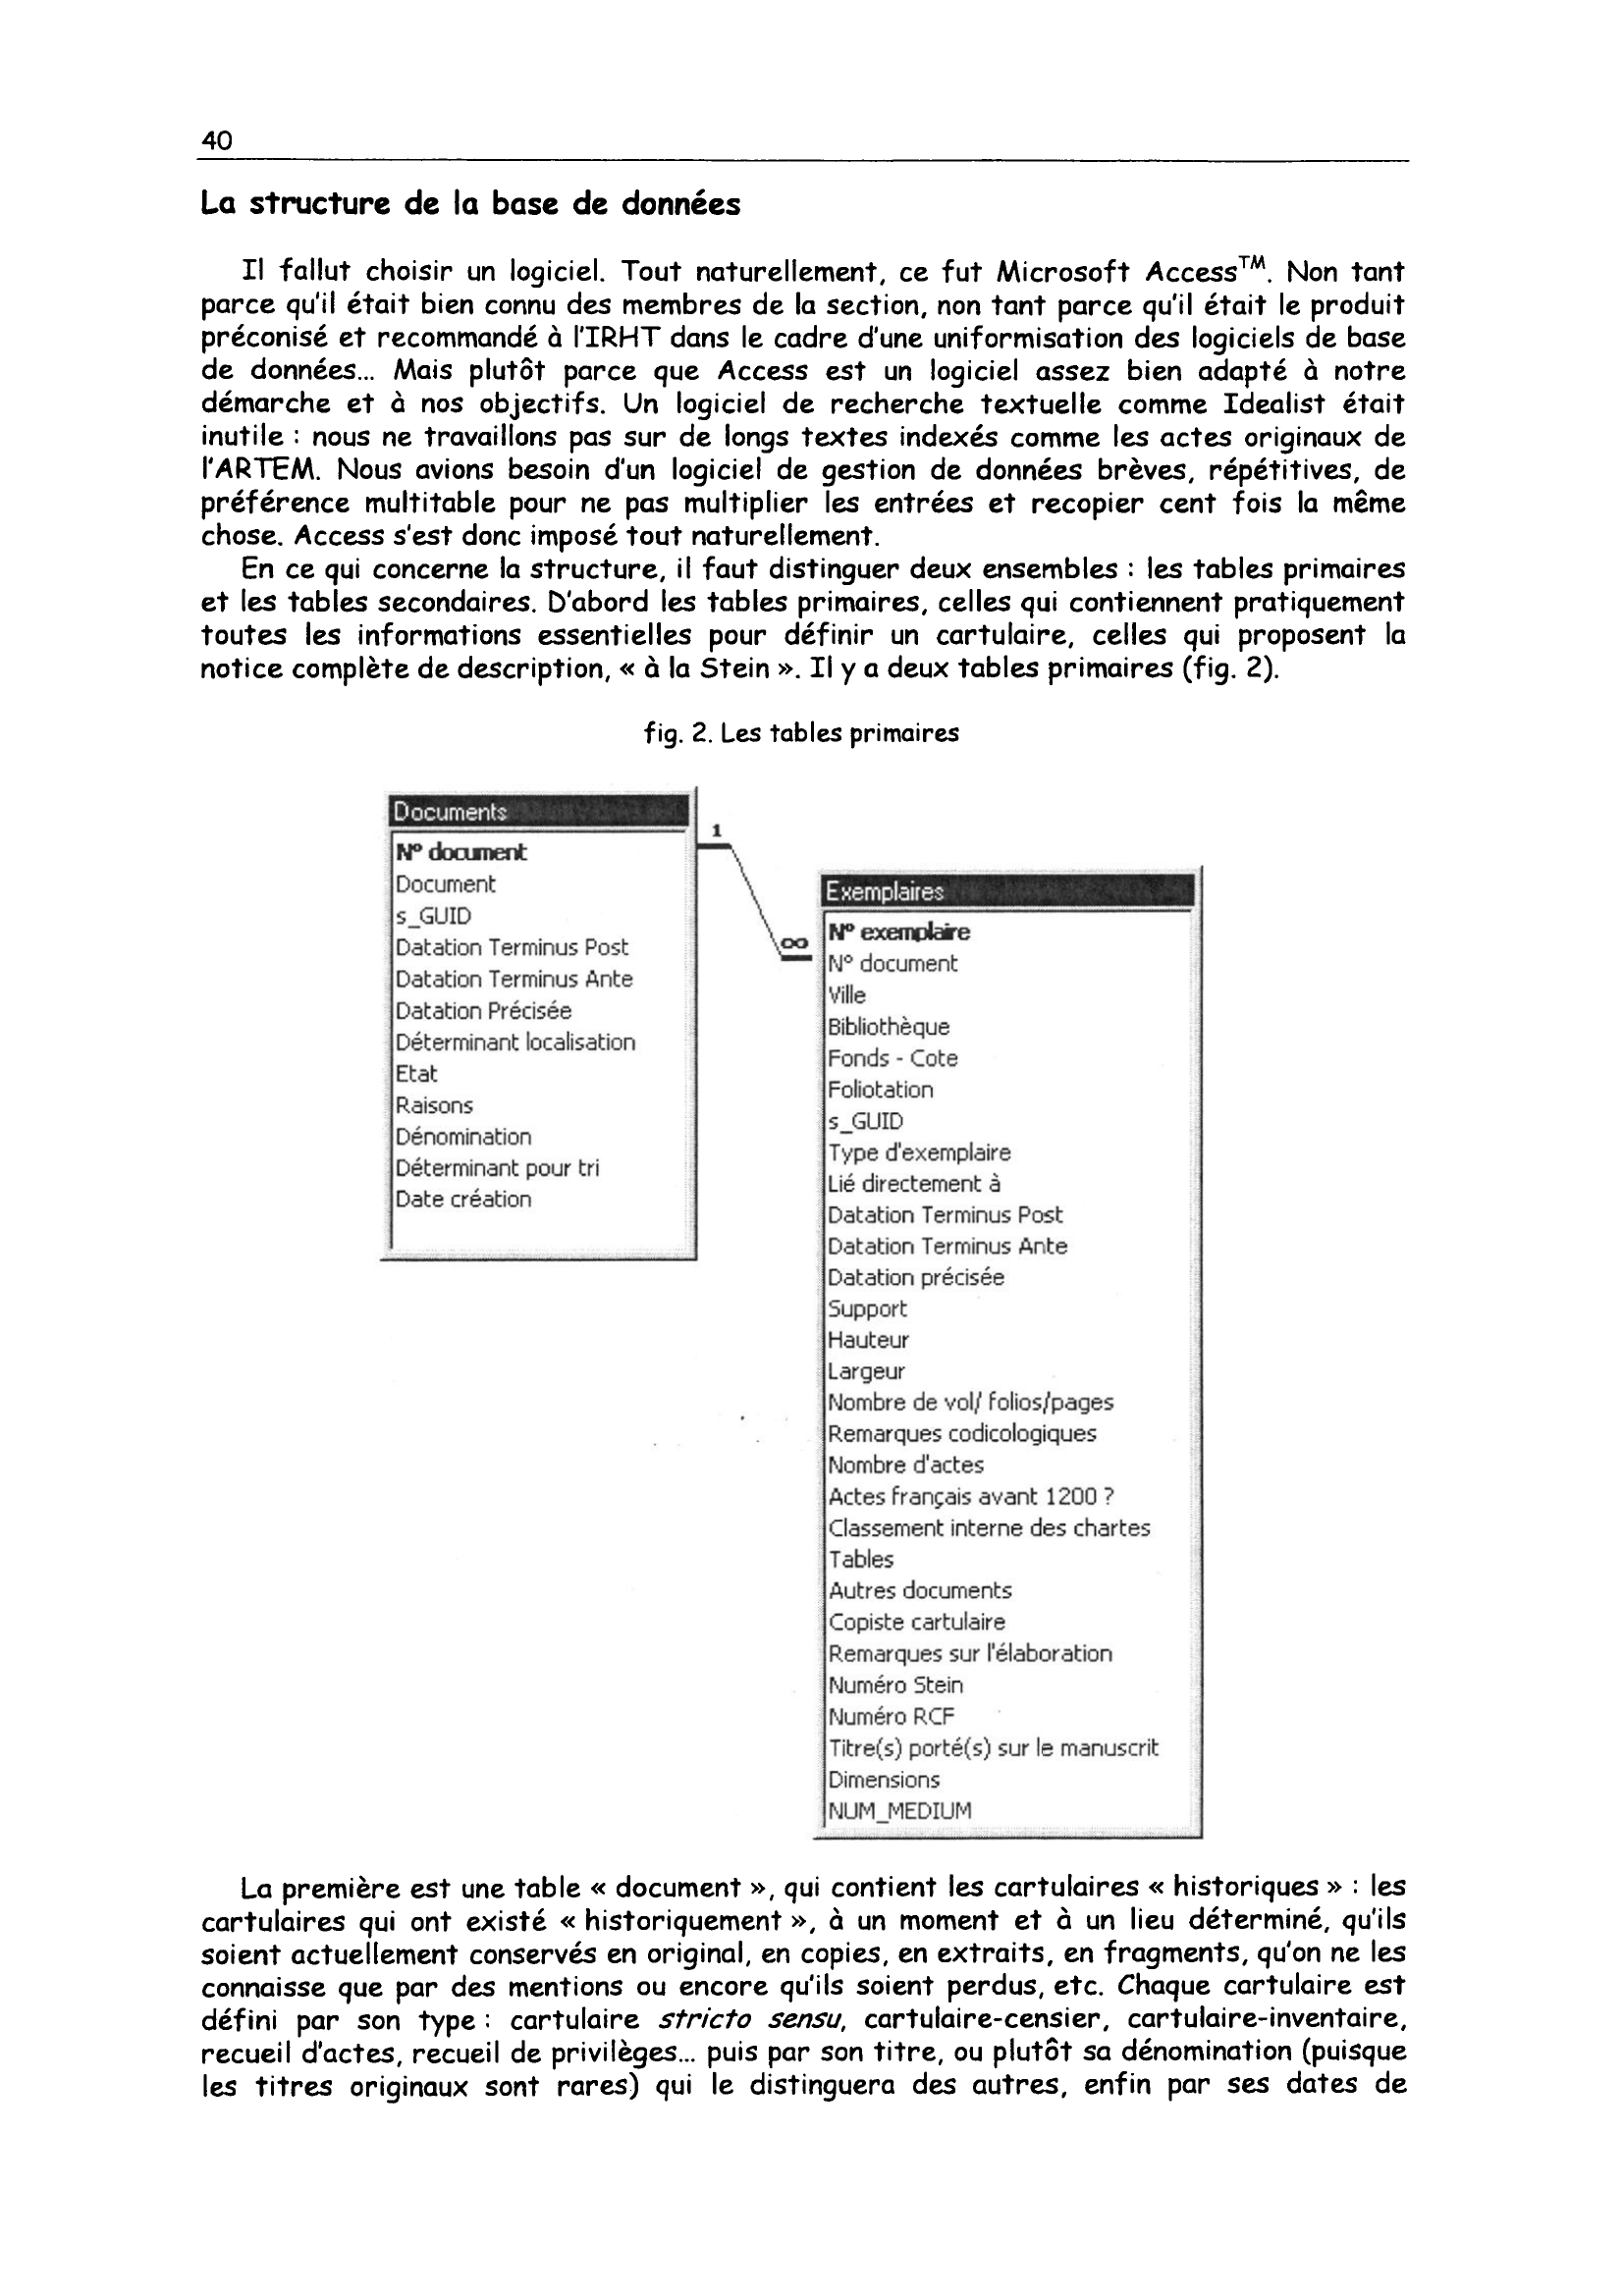 40
La structure de la base de données
Il fallut choisir un logiciel. Tout naturellement, ce fut Microsoft Access™. Non tant
parce qu'il était bien connu des membres de la section, non tant parce qu'il était le produit
préconisé et recommandé à l'IRHT dans le cadre d'une uniformisation des logiciels de base
de données... Mais plutôt parce que Access est un logiciel assez bien adapté à notre
démarche et à nos objectifs. Un logiciel de recherche textuelle comme Idealist était
inutile : nous ne travaillons pas sur de longs textes indexés comme les actes originaux de
l'ARTEM. Nous avions besoin d'un logiciel de gestion de données brèves, répétitives, de
préférence multitable pour ne pas multiplier les entrées et recopier cent fois la même
chose. Access s'est donc imposé tout naturellement.
En ce qui concerne la structure, il faut distinguer deux ensembles : les tables primaires
et les tables secondaires. D'abord les tables primaires, celles qui contiennent pratiquement
toutes les informations essentielles pour définir un cartulaire, celles qui proposent la
notice complète de description, « à la Stein ». Il y a deux tables primaires (fig. 2).
fig. 2. Les tables primaires
Documents
N° document
Document
s_GUID
Datation Terminus Post
Datation Terminus Ante
Datation Précisée
Déterminant localisation
Etat
Raisons
Dénomination
Déterminant pour tri
Date création
1
∞
Exemplaires
N° exemplaire
N° document
Ville
Bibliothèque
Fonds - Cote
Foliotation
s_GUID
Type d'exemplaire
Lié directement à
Datation Terminus Post
Datation Terminus Ante
Datation précisée
Support
Hauteur
Largeur
Nombre de vol/ folios/pages
Remarques codicologiques
Nombre d'actes
Actes français avant 1200 ?
Classement interne des chartes
Tables
Autres documents
Copiste cartulaire
Remarques sur l'élaboration
Numéro Stein
Numéro RCF
Titre(s) porté(s) sur le manuscrit
Dimensions
NUM_MEDIUM
La première est une table « document », qui contient les cartulaires « historiques » : les
cartulaires qui ont existé « historiquement », à un moment et à un lieu déterminé, qu'ils
soient actuellement conservés en original, en copies, en extraits, en fragments, qu'on ne les
connaisse que par des mentions ou encore qu'ils soient perdus, etc. Chaque cartulaire est
défini par son type : cartulaire stricto sensu, cartulaire-censier, cartulaire-inventaire,
recueil d'actes, recueil de privilèges... puis par son titre, ou plutôt sa dénomination (puisque
les titres originaux sont rares) qui le distinguera des autres, enfin par ses dates de